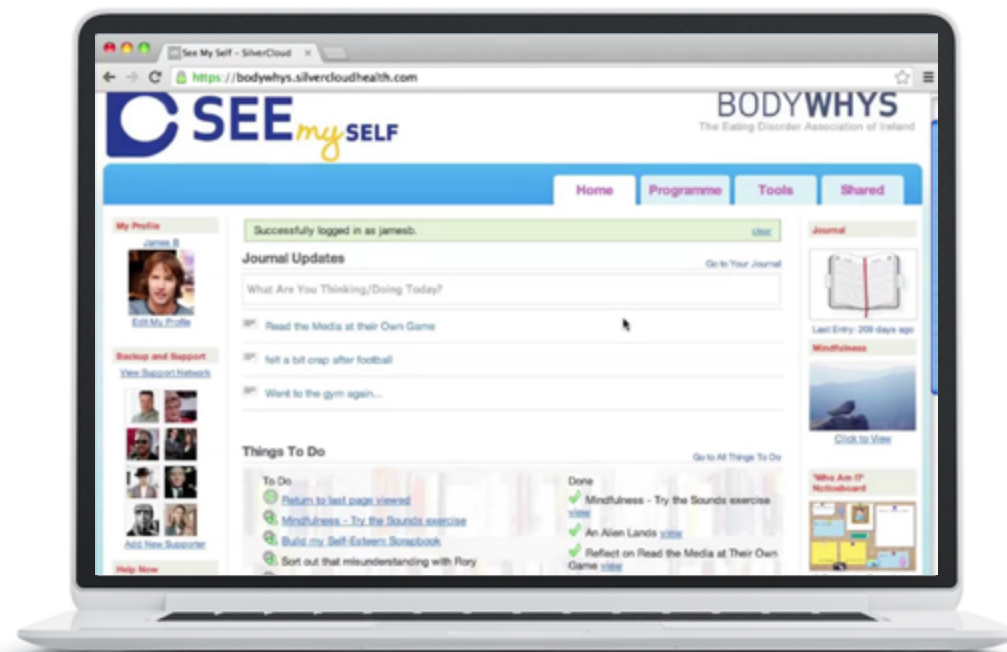 See My Self - SilverCloud
https://bodywhys.silvercloudhealth.com
SEE my SELF
BODYWHYS
The Eating Disorder Association of Ireland
Home
Programme
Tools
Shared
My Profile
James B
Edit My Profile
Backup and Support
View Support Network
Add New Supporter
Help Now
Successfully logged in as jamesb.
clear
Journal Updates
Go to Your Journal
What Are You Thinking/Doing Today?
Read the Media at their Own Game
felt a bit crap after football
Went to the gym again...
Things To Do
Go to All Things To Do
To Do
Return to last page viewed
Mindfulness - Try the Sounds exercise
Build my Self-Esteem Scrapbook
Sort out that misunderstanding with Rory
Done
Mindfulness - Try the Sounds exercise
view
An Alien Lands view
Reflect on Read the Media at Their Own
Game view
Journal
Last Entry: 209 days ago
Mindfulness
Click to View
'Who Am I?'
Noticeboard